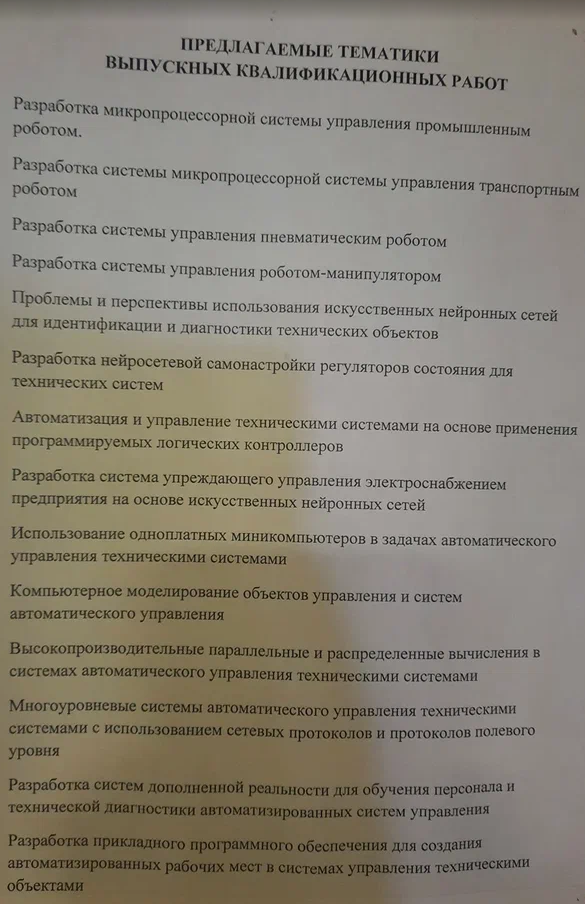 ПРЕДЛАГАЕМЫЕ ТЕМАТИКИ
ВЫПУСКНЫХ КВАЛИФИКАЦИОННЫХ РАБОТ
Разработка микропроцессорной системы управления промышленным
роботом.
Разработка системы микропроцессорной системы управления транспортным
роботом
Разработка системы управления пневматическим роботом
Разработка системы управления роботом-манипулятором
Проблемы и перспективы использования искусственных нейронных сетей
для идентификации и диагностики технических объектов
Разработка нейросетевой самонастройки регуляторов состояния для
технических систем
Автоматизация и управление техническими системами на основе применения
программируемых логических контроллеров
Разработка система упреждающего управления электроснабжением
предприятия на основе искусственных нейронных сетей
Использование одноплатных миникомпьютеров в задачах автоматического
управления техническими системами
Компьютерное моделирование объектов управления и систем
автоматического управления
Высокопроизводительные параллельные и распределенные вычисления в
системах автоматического управления техническими системами
Многоуровневые системы автоматического управления техническими
системами с использованием сетевых протоколов и протоколов полевого
уровня
Разработка систем дополненной реальности для обучения персонала и
технической диагностики автоматизированных систем управления
Разработка прикладного программного обеспечения для создания
автоматизированных рабочих мест в системах управления техническими
объектами